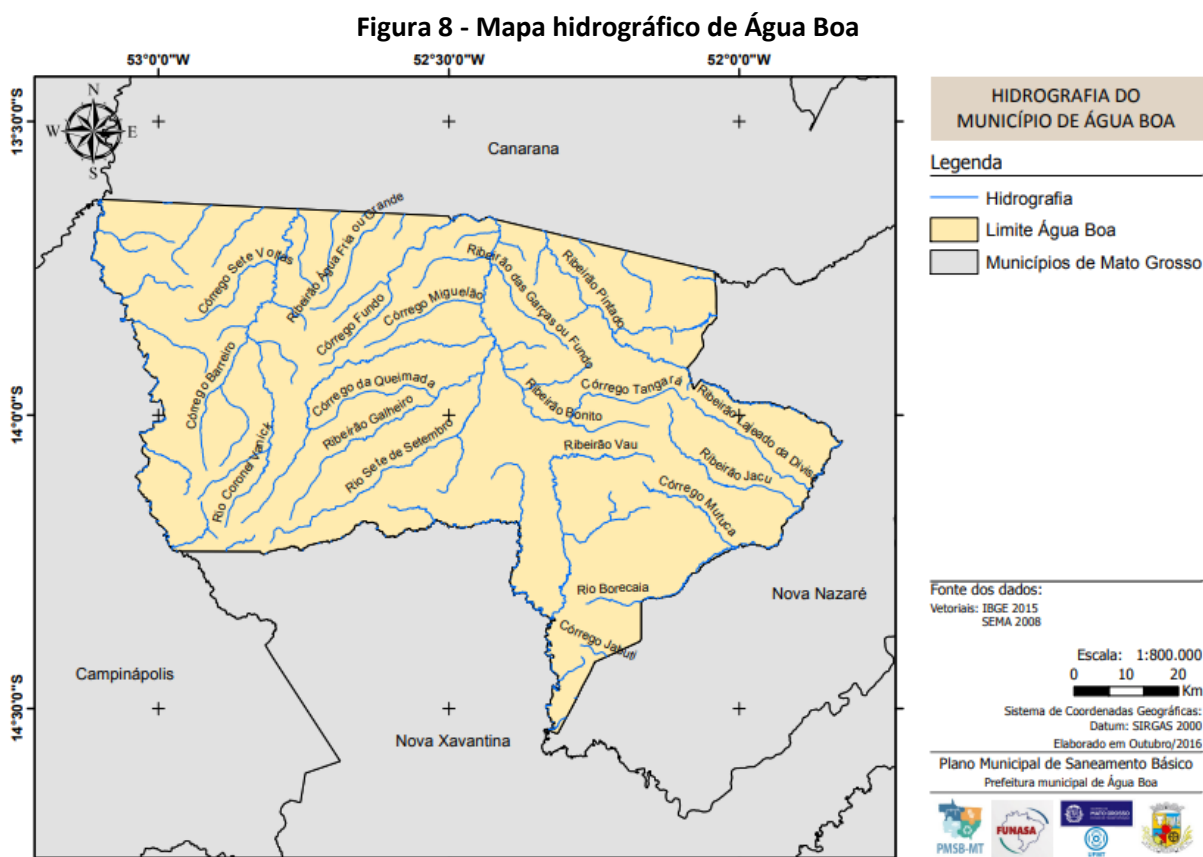 Figura 8 - Mapa hidrográfico de Água Boa
53°0'0"W
52°30'0"W
52°0'0"W
13°30'0"S
14°0'0"S
14°30'0"S
N
W
E
S
Canarana
Córrego Sete Voltas
Ribeirão Água Fria ou Grande
Córrego Fundo
Córrego Miguelão
Ribeirão das Garças ou Fundo
Ribeirão Pintado
Córrego Barreiro
Córrego da Queimada
Ribeirão Galheiro
Rio Coronel Vanick
Rio Sete de Setembro
Ribeirão Bonito
Córrego Tangará
Ribeirão Lajeado da Divisa
Ribeirão Vau
Ribeirão Jacu
Córrego Mutuca
Rio Borecaia
Córrego Jabuti
Nova Nazaré
Campinápolis
Nova Xavantina
HIDROGRAFIA DO
MUNICÍPIO DE ÁGUA BOA
Legenda
Hidrografia
Limite Água Boa
Municípios de Mato Grosso
Fonte dos dados:
Vetoriais: IBGE 2015
SEMA 2008
Escala: 1:800.000
0 10 20
Km
Sistema de Coordenadas Geográficas:
Datum: SIRGAS 2000
Elaborado em Outubro/2016
Plano Municipal de Saneamento Básico
Prefeitura municipal de Água Boa
PMSB-MT
FUNASA
MATO GROSSO
UFMT